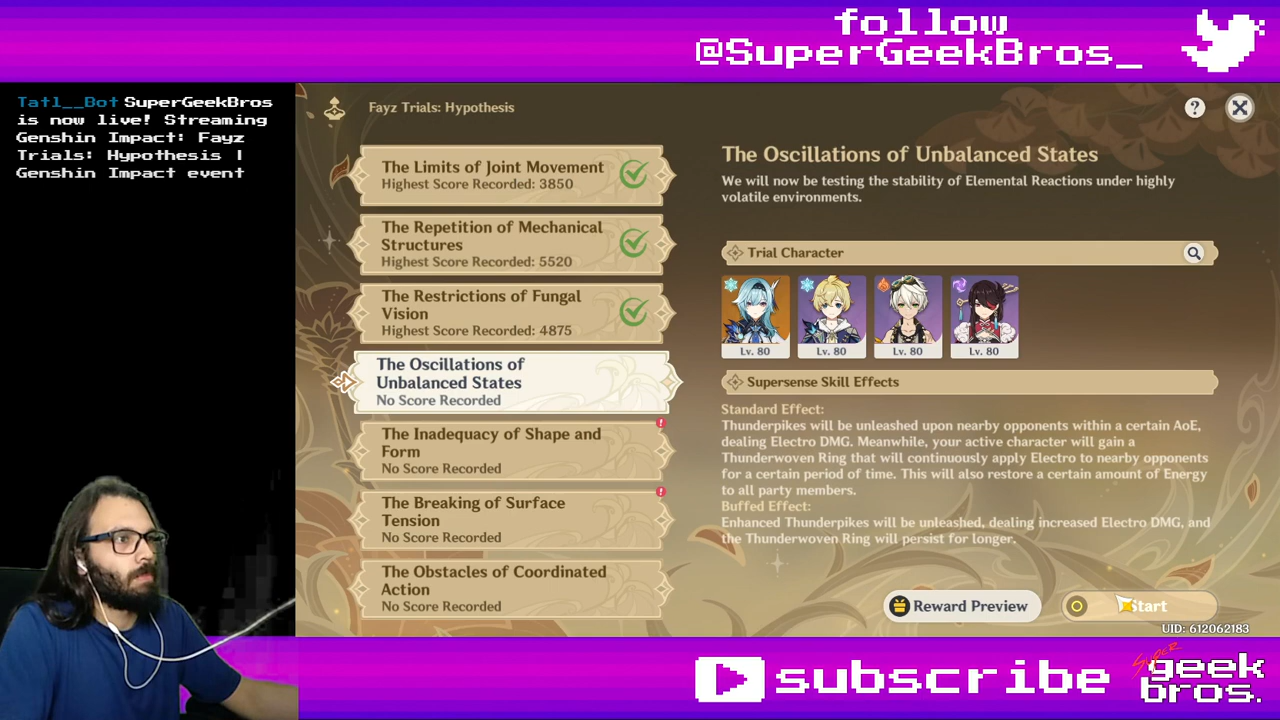 follow
@SuperGeekBros_
Tatl__Bot SuperGeekBros
is now live! Streaming
Genshin Impact: Fayz
Trials: Hypothesis |
Genshin Impact event
Fayz Trials: Hypothesis
?
The Limits of Joint Movement
Highest Score Recorded: 3850
The Repetition of Mechanical
Structures
Highest Score Recorded: 5520
The Restrictions of Fungal
Vision
Highest Score Recorded: 4875
The Oscillations of
Unbalanced States
No Score Recorded
The Inadequacy of Shape and
Form
No Score Recorded
The Breaking of Surface
Tension
No Score Recorded
The Obstacles of Coordinated
Action
No Score Recorded
The Oscillations of Unbalanced States
We will now be testing the stability of Elemental Reactions under highly
volatile environments.
Trial Character
Lv. 80 Lv. 80 Lv. 80 Lv. 80
Supersense Skill Effects
Standard Effect:
Thunderpikes will be unleashed upon nearby opponents within a certain AoE,
dealing Electro DMG. Meanwhile, your active character will gain a
Thunderwoven Ring that will continuously apply Electro to nearby opponents
for a certain period of time. This will also restore a certain amount of Energy
to all party members.
Buffed Effect:
Enhanced Thunderpikes will be unleashed, dealing increased Electro DMG, and
the Thunderwoven Ring will persist for longer.
Reward Preview
Start
UID: 612062183
subscribe
super
geek
bros.